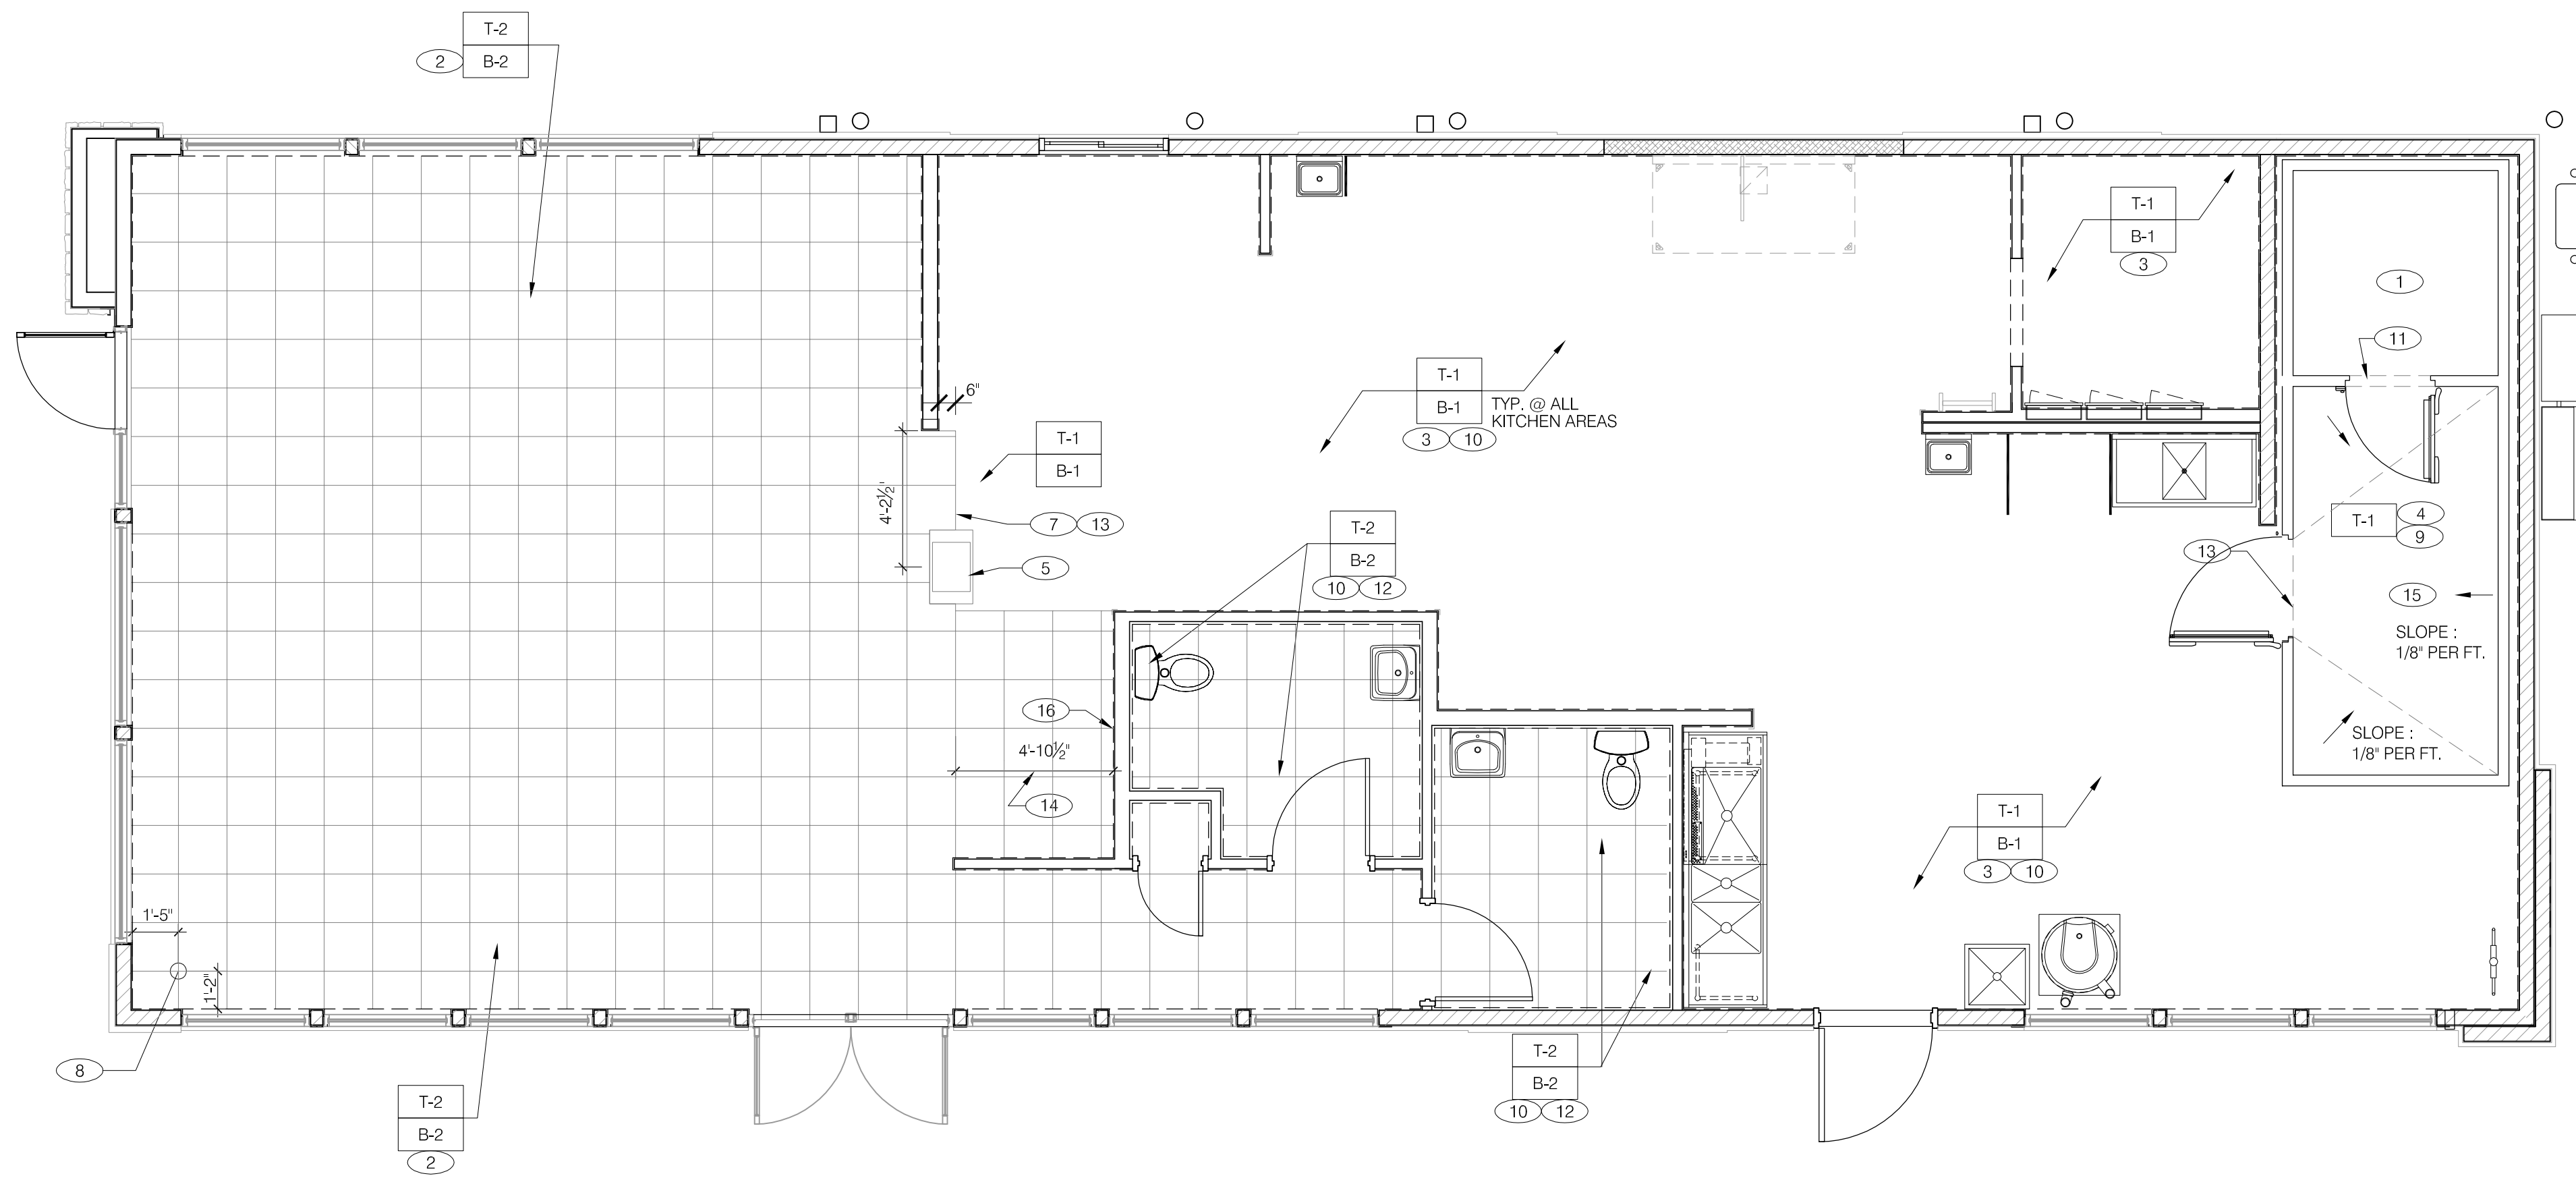 T-2
2 B-2
T-1
B-1
3
1
11
6"
T-1
B-1 TYP. @ ALL
KITCHEN AREAS
3 10
T-1
B-1
4'-2½"
7 13
5
T-2
B-2
10 12
T-1 4
9
13
15
SLOPE :
1/8" PER FT.
SLOPE :
1/8" PER FT.
16
4'-10½"
14
T-1
B-1
3 10
1'-5"
1'-2"
8
T-2
B-2
2
T-2
B-2
10 12